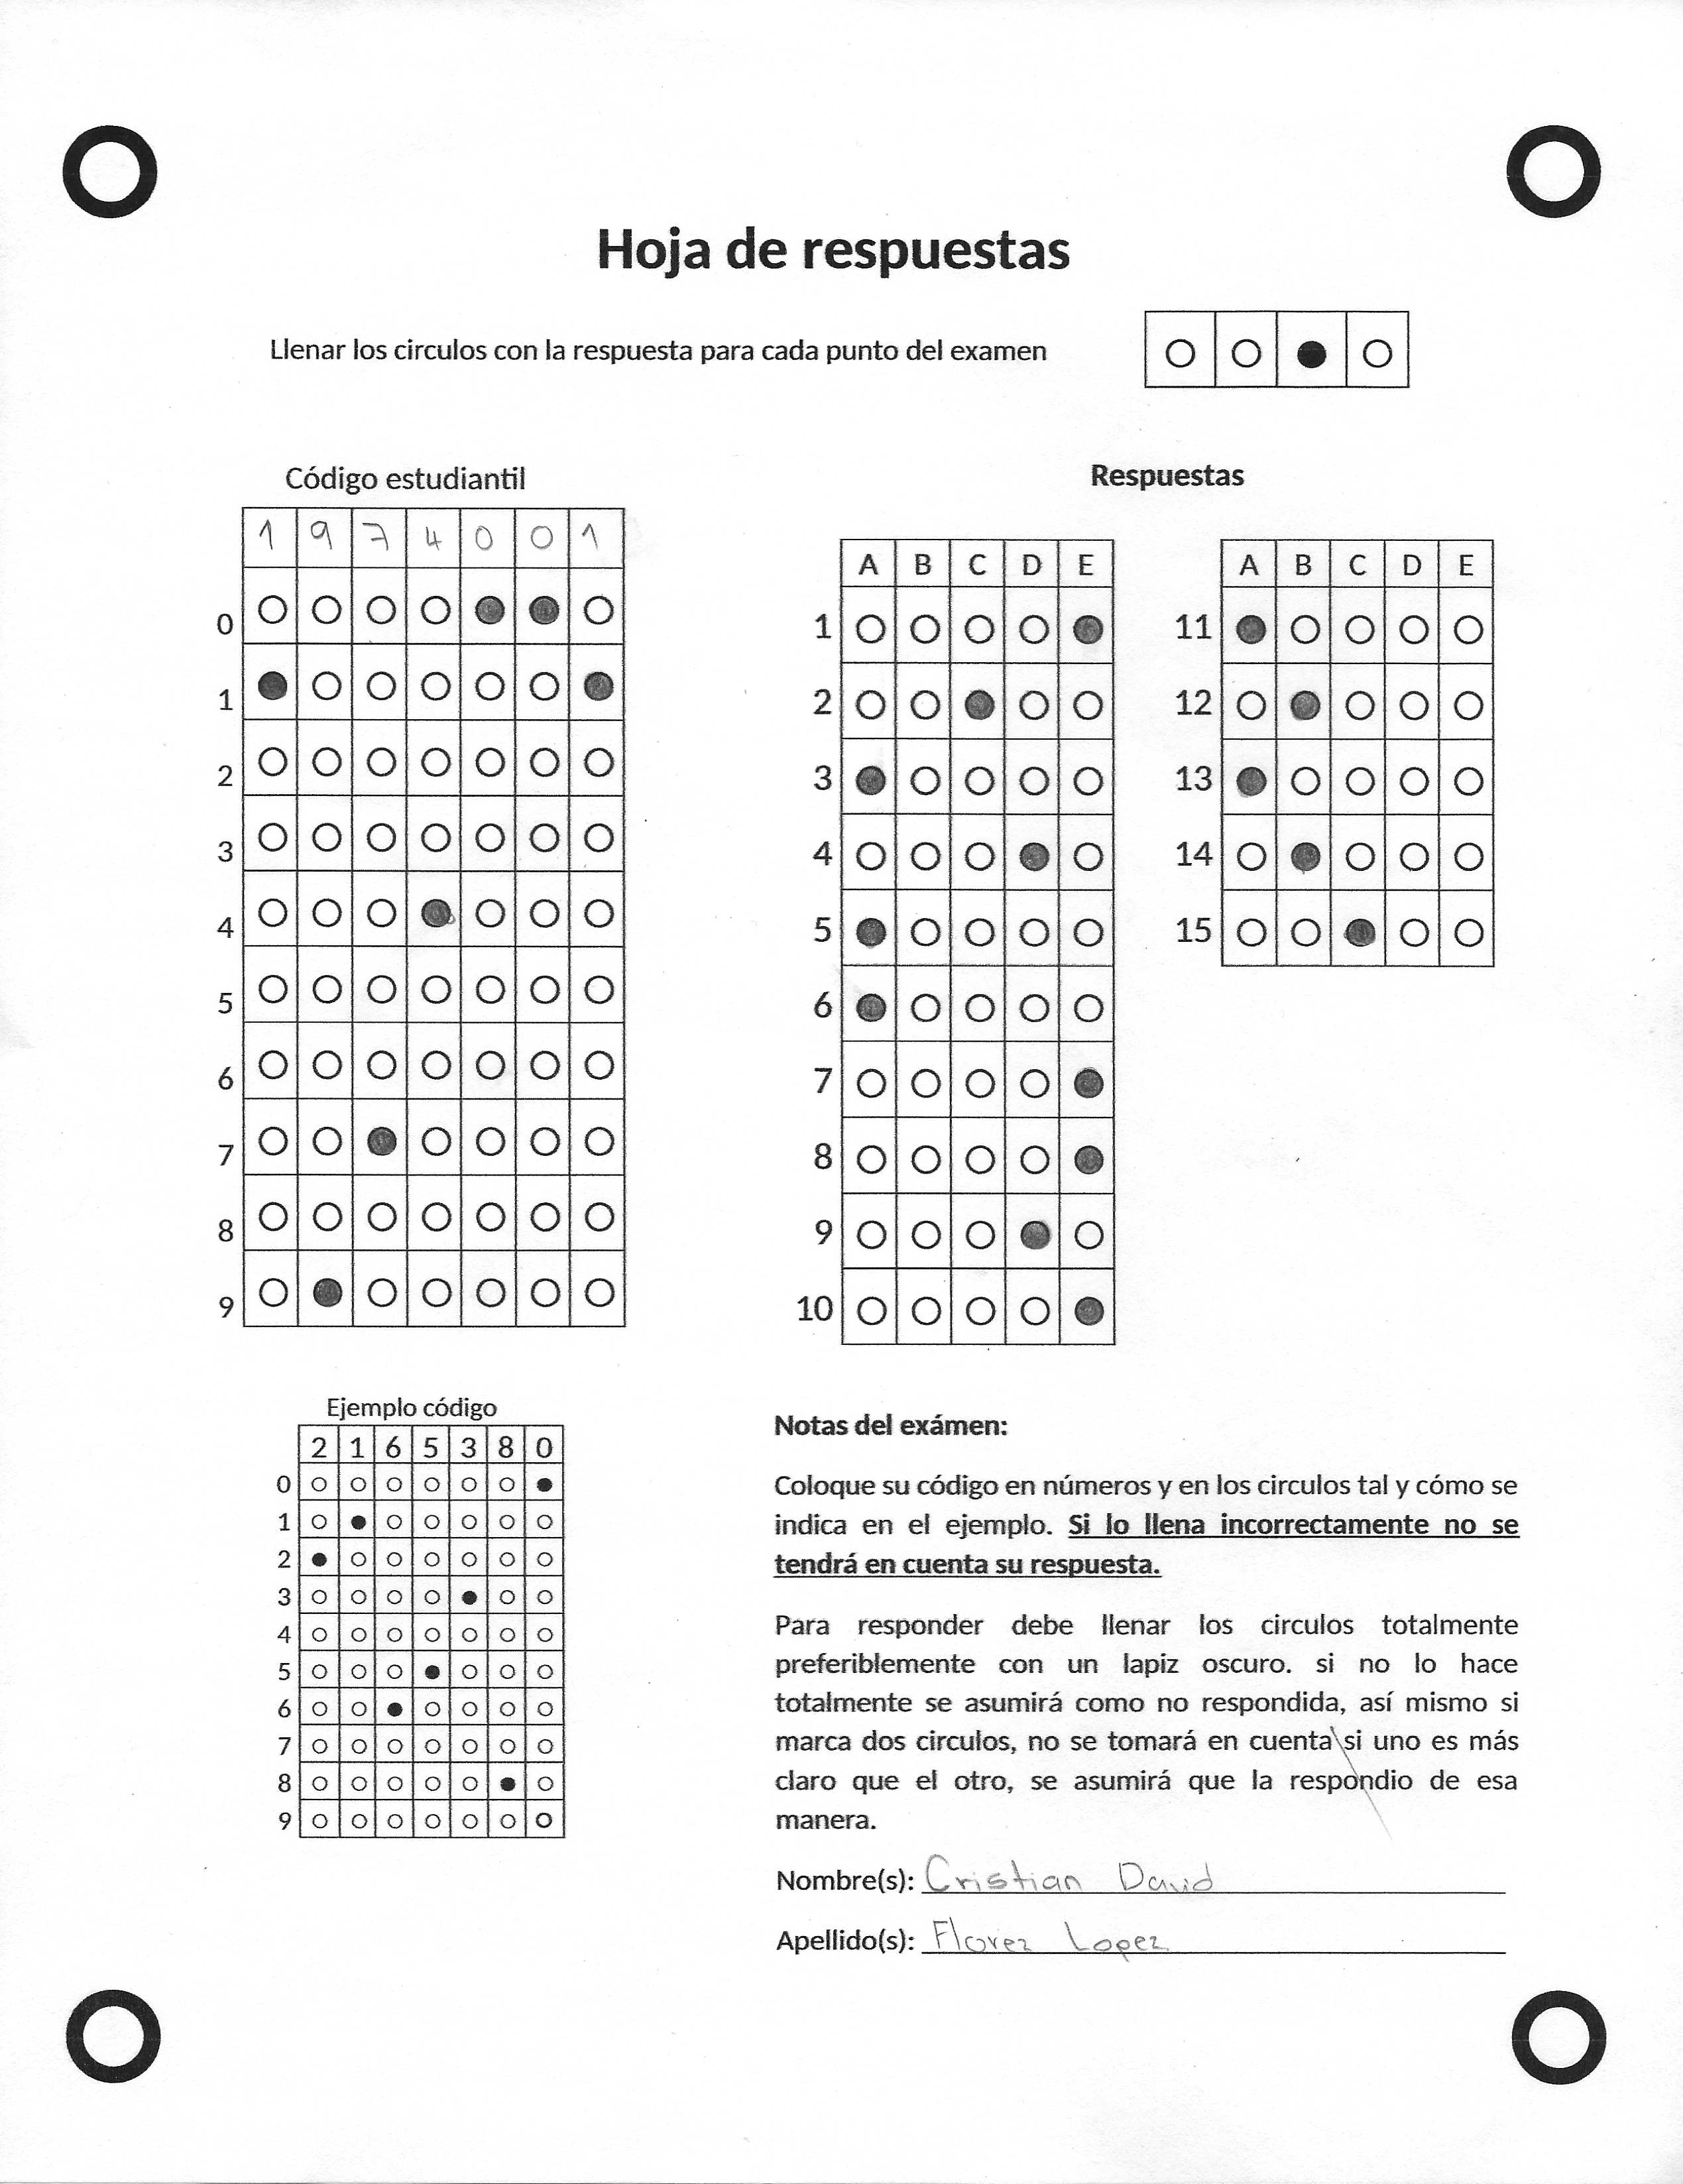 Hoja de respuestas
Llenar los circulos con la respuesta para cada punto del examen
Código estudiantil
1 9 7 4 0 0 1
0
1
2
3
4
5
6
7
8
9
Respuestas
A B C D E
1
2
3
4
5
6
7
8
9
10
A B C D E
11
12
13
14
15
Ejemplo código
2 1 6 5 3 8 0
0
1
2
3
4
5
6
7
8
9
Notas del exámen:
Coloque su código en números y en los circulos tal y cómo se
indica en el ejemplo. Si lo llena incorrectamente no se
tendrá en cuenta su respuesta.
Para responder debe llenar los circulos totalmente
preferiblemente con un lapiz oscuro. si no lo hace
totalmente se asumirá como no respondida, así mismo si
marca dos circulos, no se tomará en cuenta si uno es más
claro que el otro, se asumirá que la respondio de esa
manera.
Nombre(s): Cristian David
Apellido(s): Florez Lopez